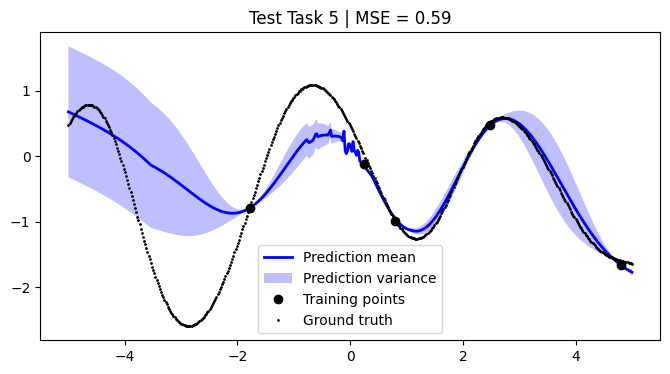 Test Task 5 | MSE = 0.59
1
0
−1
−2
Prediction mean
Prediction variance
Training points
Ground truth
−4
−2
0
2
4